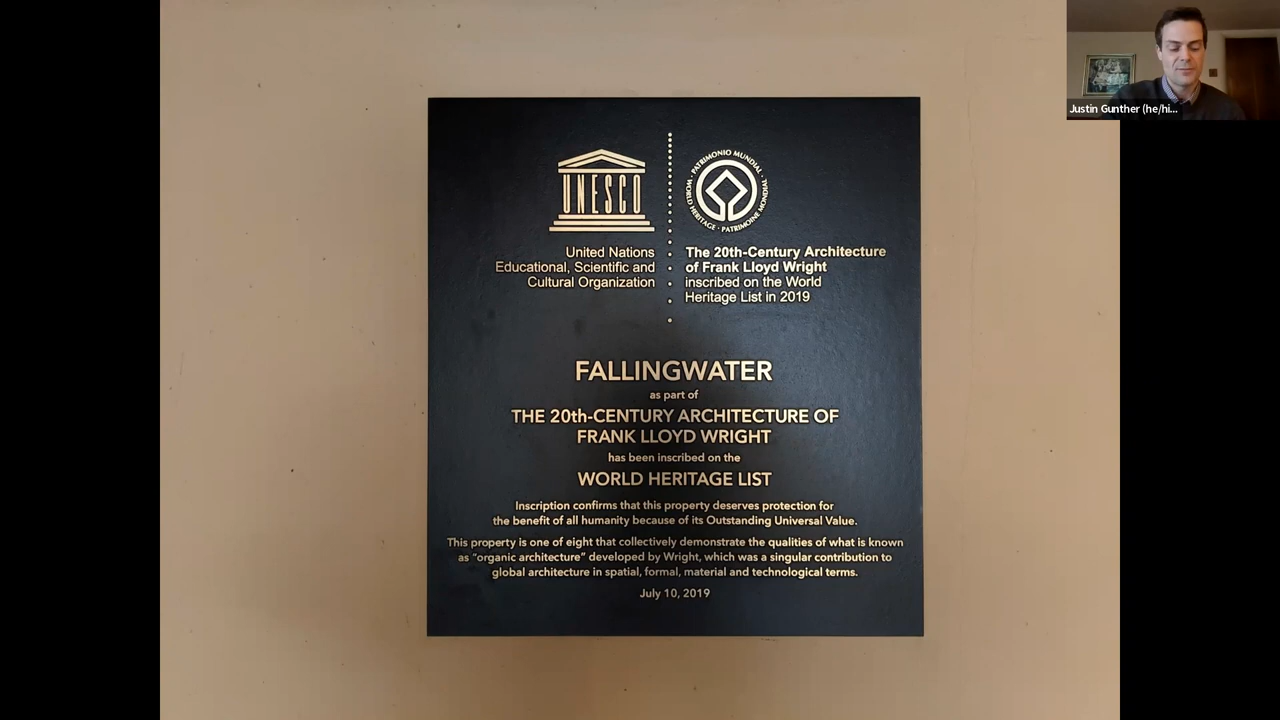 Justin Gunther (he/hi...
UNESCO
PATRIMONIO MUNDIAL · WORLD HERITAGE · PATRIMOINE MONDIAL ·
United Nations
Educational, Scientific and
Cultural Organization
The 20th-Century Architecture
of Frank Lloyd Wright
inscribed on the World
Heritage List in 2019
FALLINGWATER
as part of
THE 20th-CENTURY ARCHITECTURE OF
FRANK LLOYD WRIGHT
has been inscribed on the
WORLD HERITAGE LIST
Inscription confirms that this property deserves protection for
the benefit of all humanity because of its Outstanding Universal Value.
This property is one of eight that collectively demonstrate the qualities of what is known
as "organic architecture" developed by Wright, which was a singular contribution to
global architecture in spatial, formal, material and technological terms.
July 10, 2019